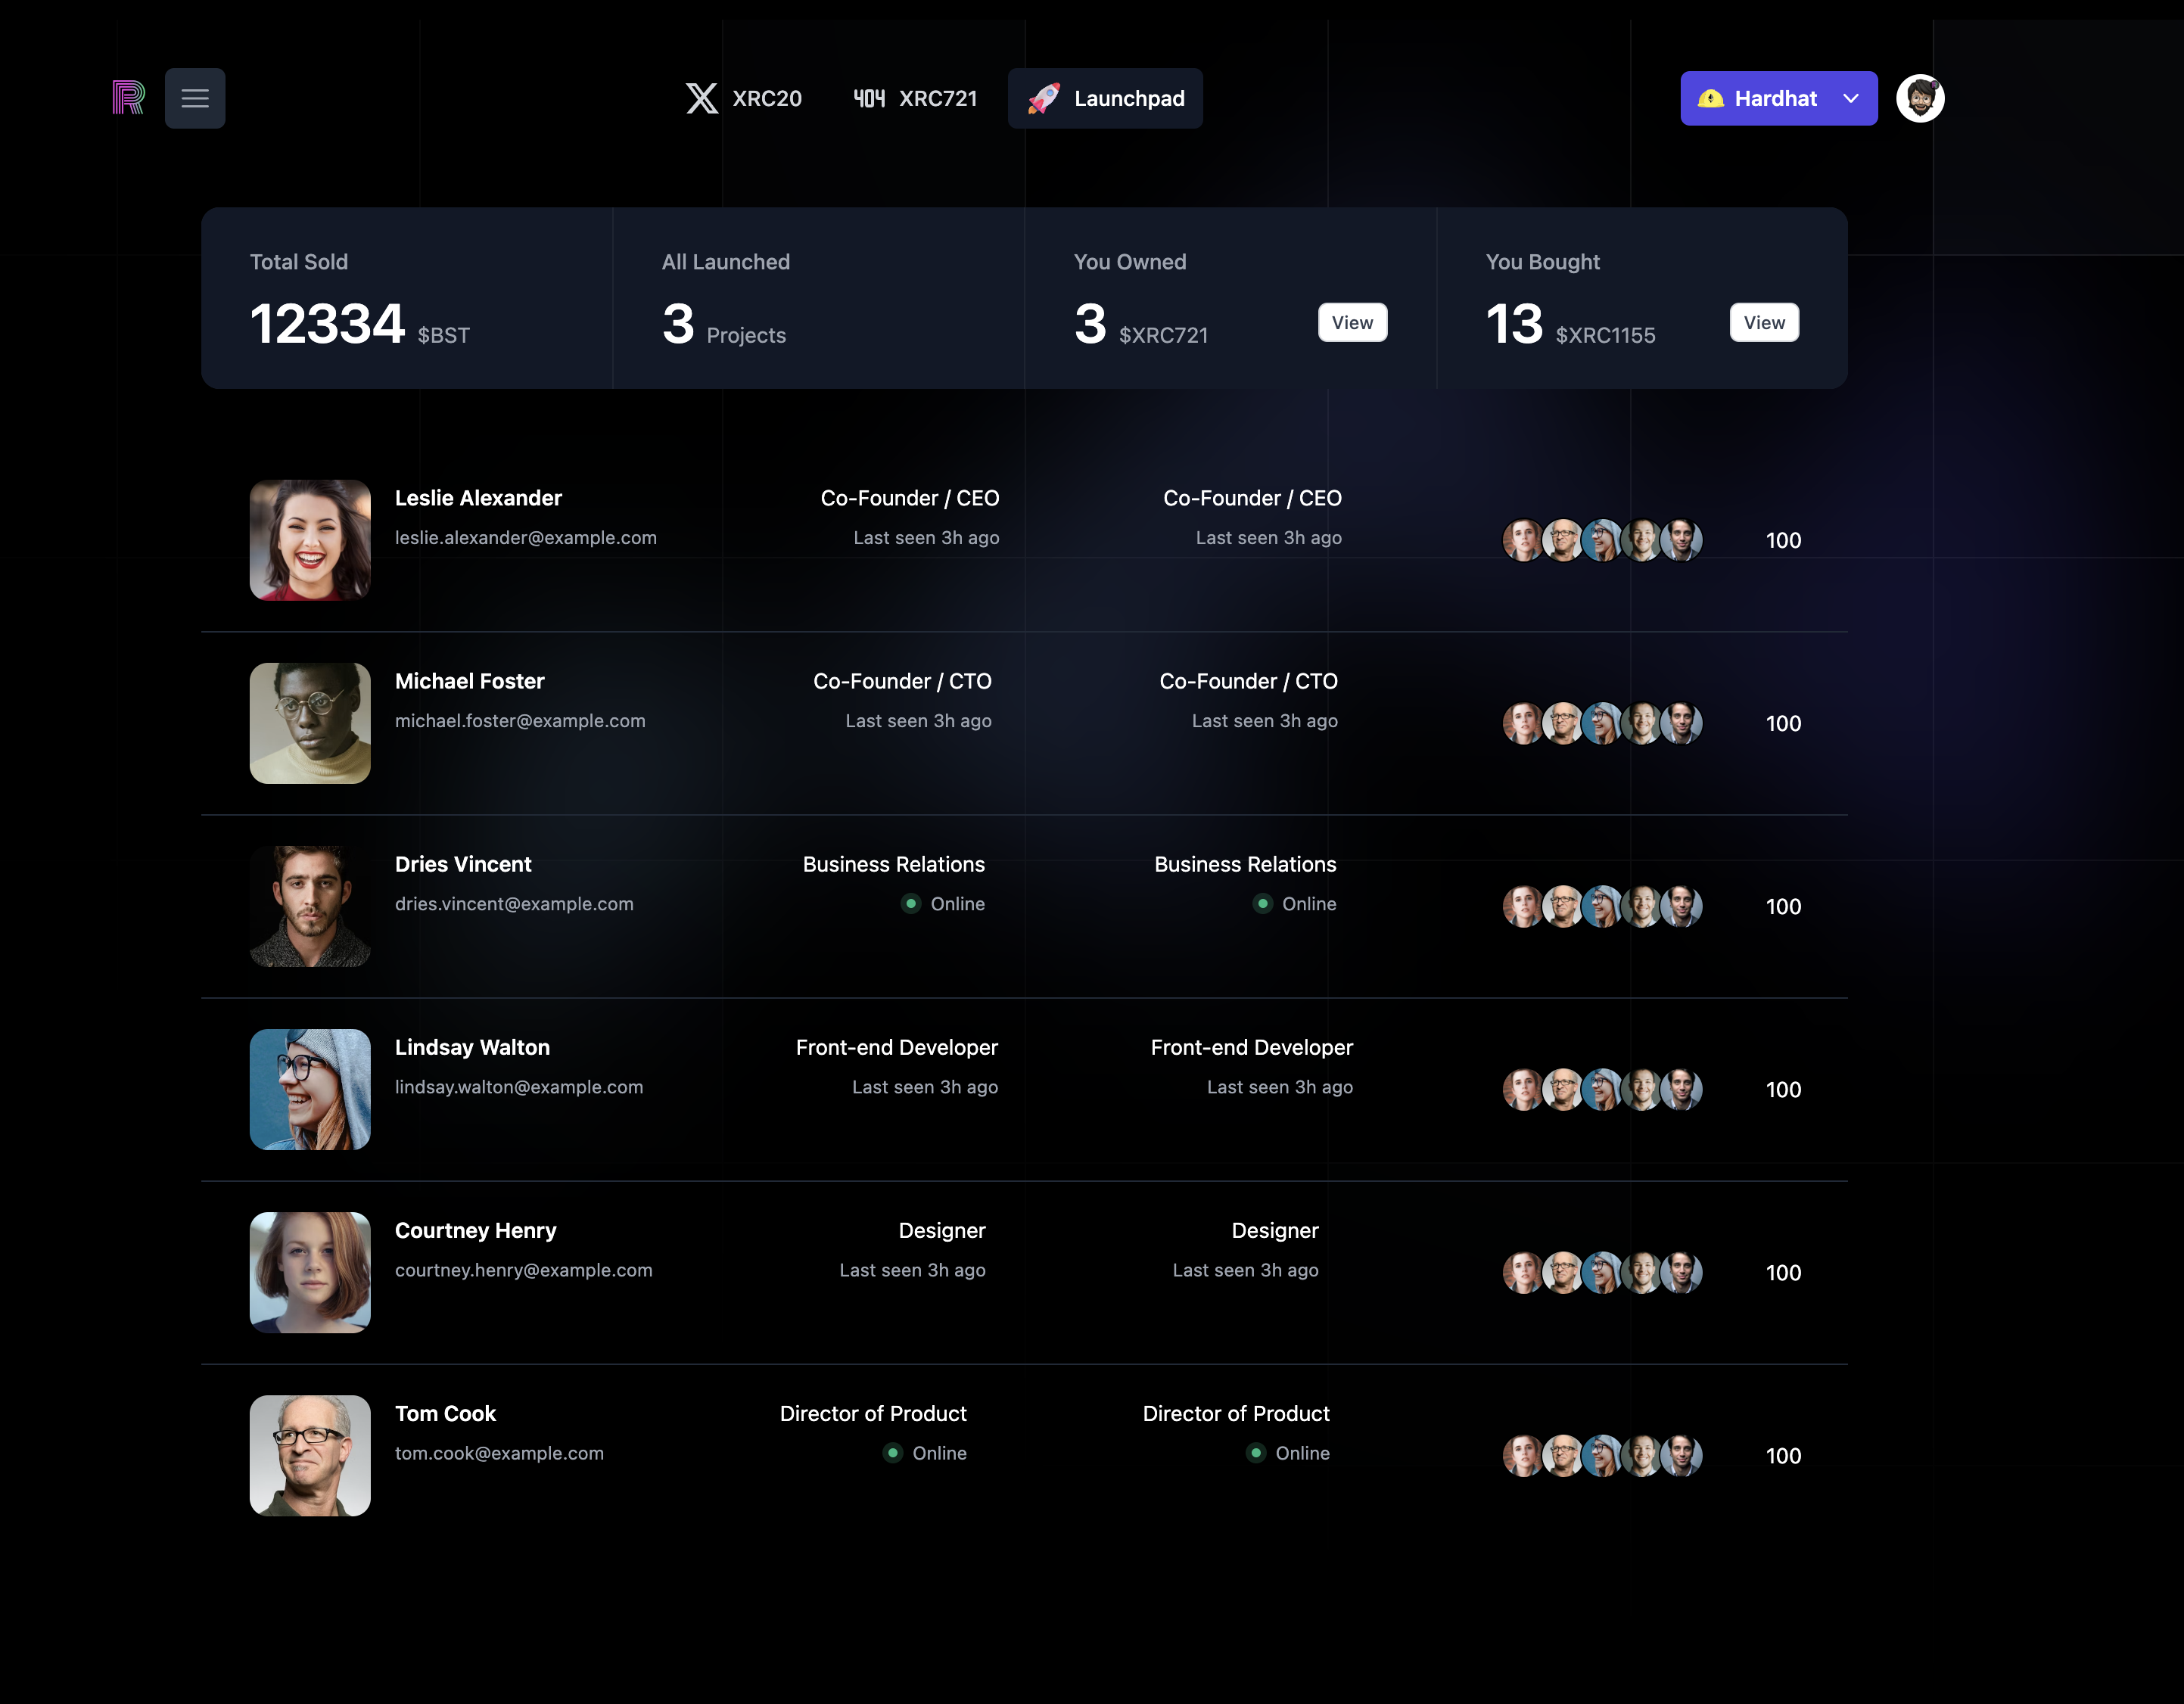 R
XRC20
404 XRC721
Launchpad
Hardhat
Total Sold
12334 $BST
All Launched
3 Projects
You Owned
3 $XRC721
View
You Bought
13 $XRC1155
View
Leslie Alexander
leslie.alexander@example.com
Co-Founder / CEO
Last seen 3h ago
Co-Founder / CEO
Last seen 3h ago
100
Michael Foster
michael.foster@example.com
Co-Founder / CTO
Last seen 3h ago
Co-Founder / CTO
Last seen 3h ago
100
Dries Vincent
dries.vincent@example.com
Business Relations
Online
Business Relations
Online
100
Lindsay Walton
lindsay.walton@example.com
Front-end Developer
Last seen 3h ago
Front-end Developer
Last seen 3h ago
100
Courtney Henry
courtney.henry@example.com
Designer
Last seen 3h ago
Designer
Last seen 3h ago
100
Tom Cook
tom.cook@example.com
Director of Product
Online
Director of Product
Online
100